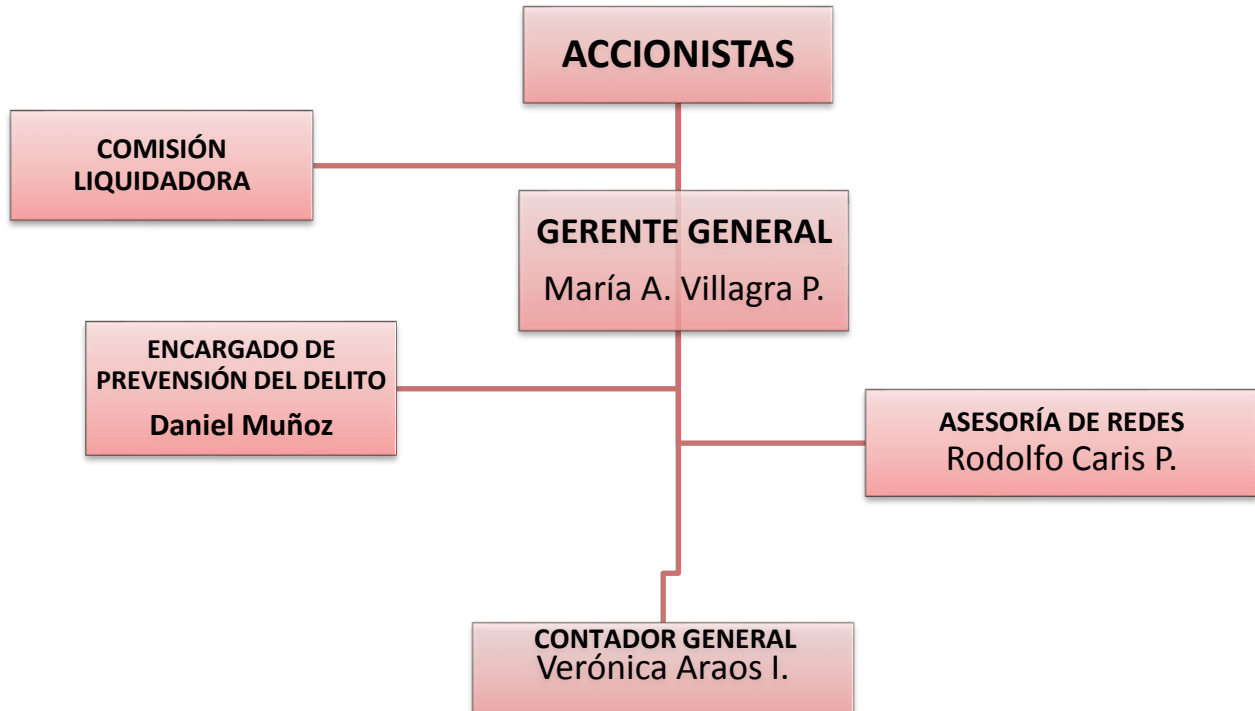 ACCIONISTAS
COMISIÓN
LIQUIDADORA
GERENTE GENERAL
María A. Villagra P.
ENCARGADO DE
PREVENSIÓN DEL DELITO
Daniel Muñoz
ASESORÍA DE REDES
Rodolfo Caris P.
CONTADOR GENERAL
Verónica Araos I.